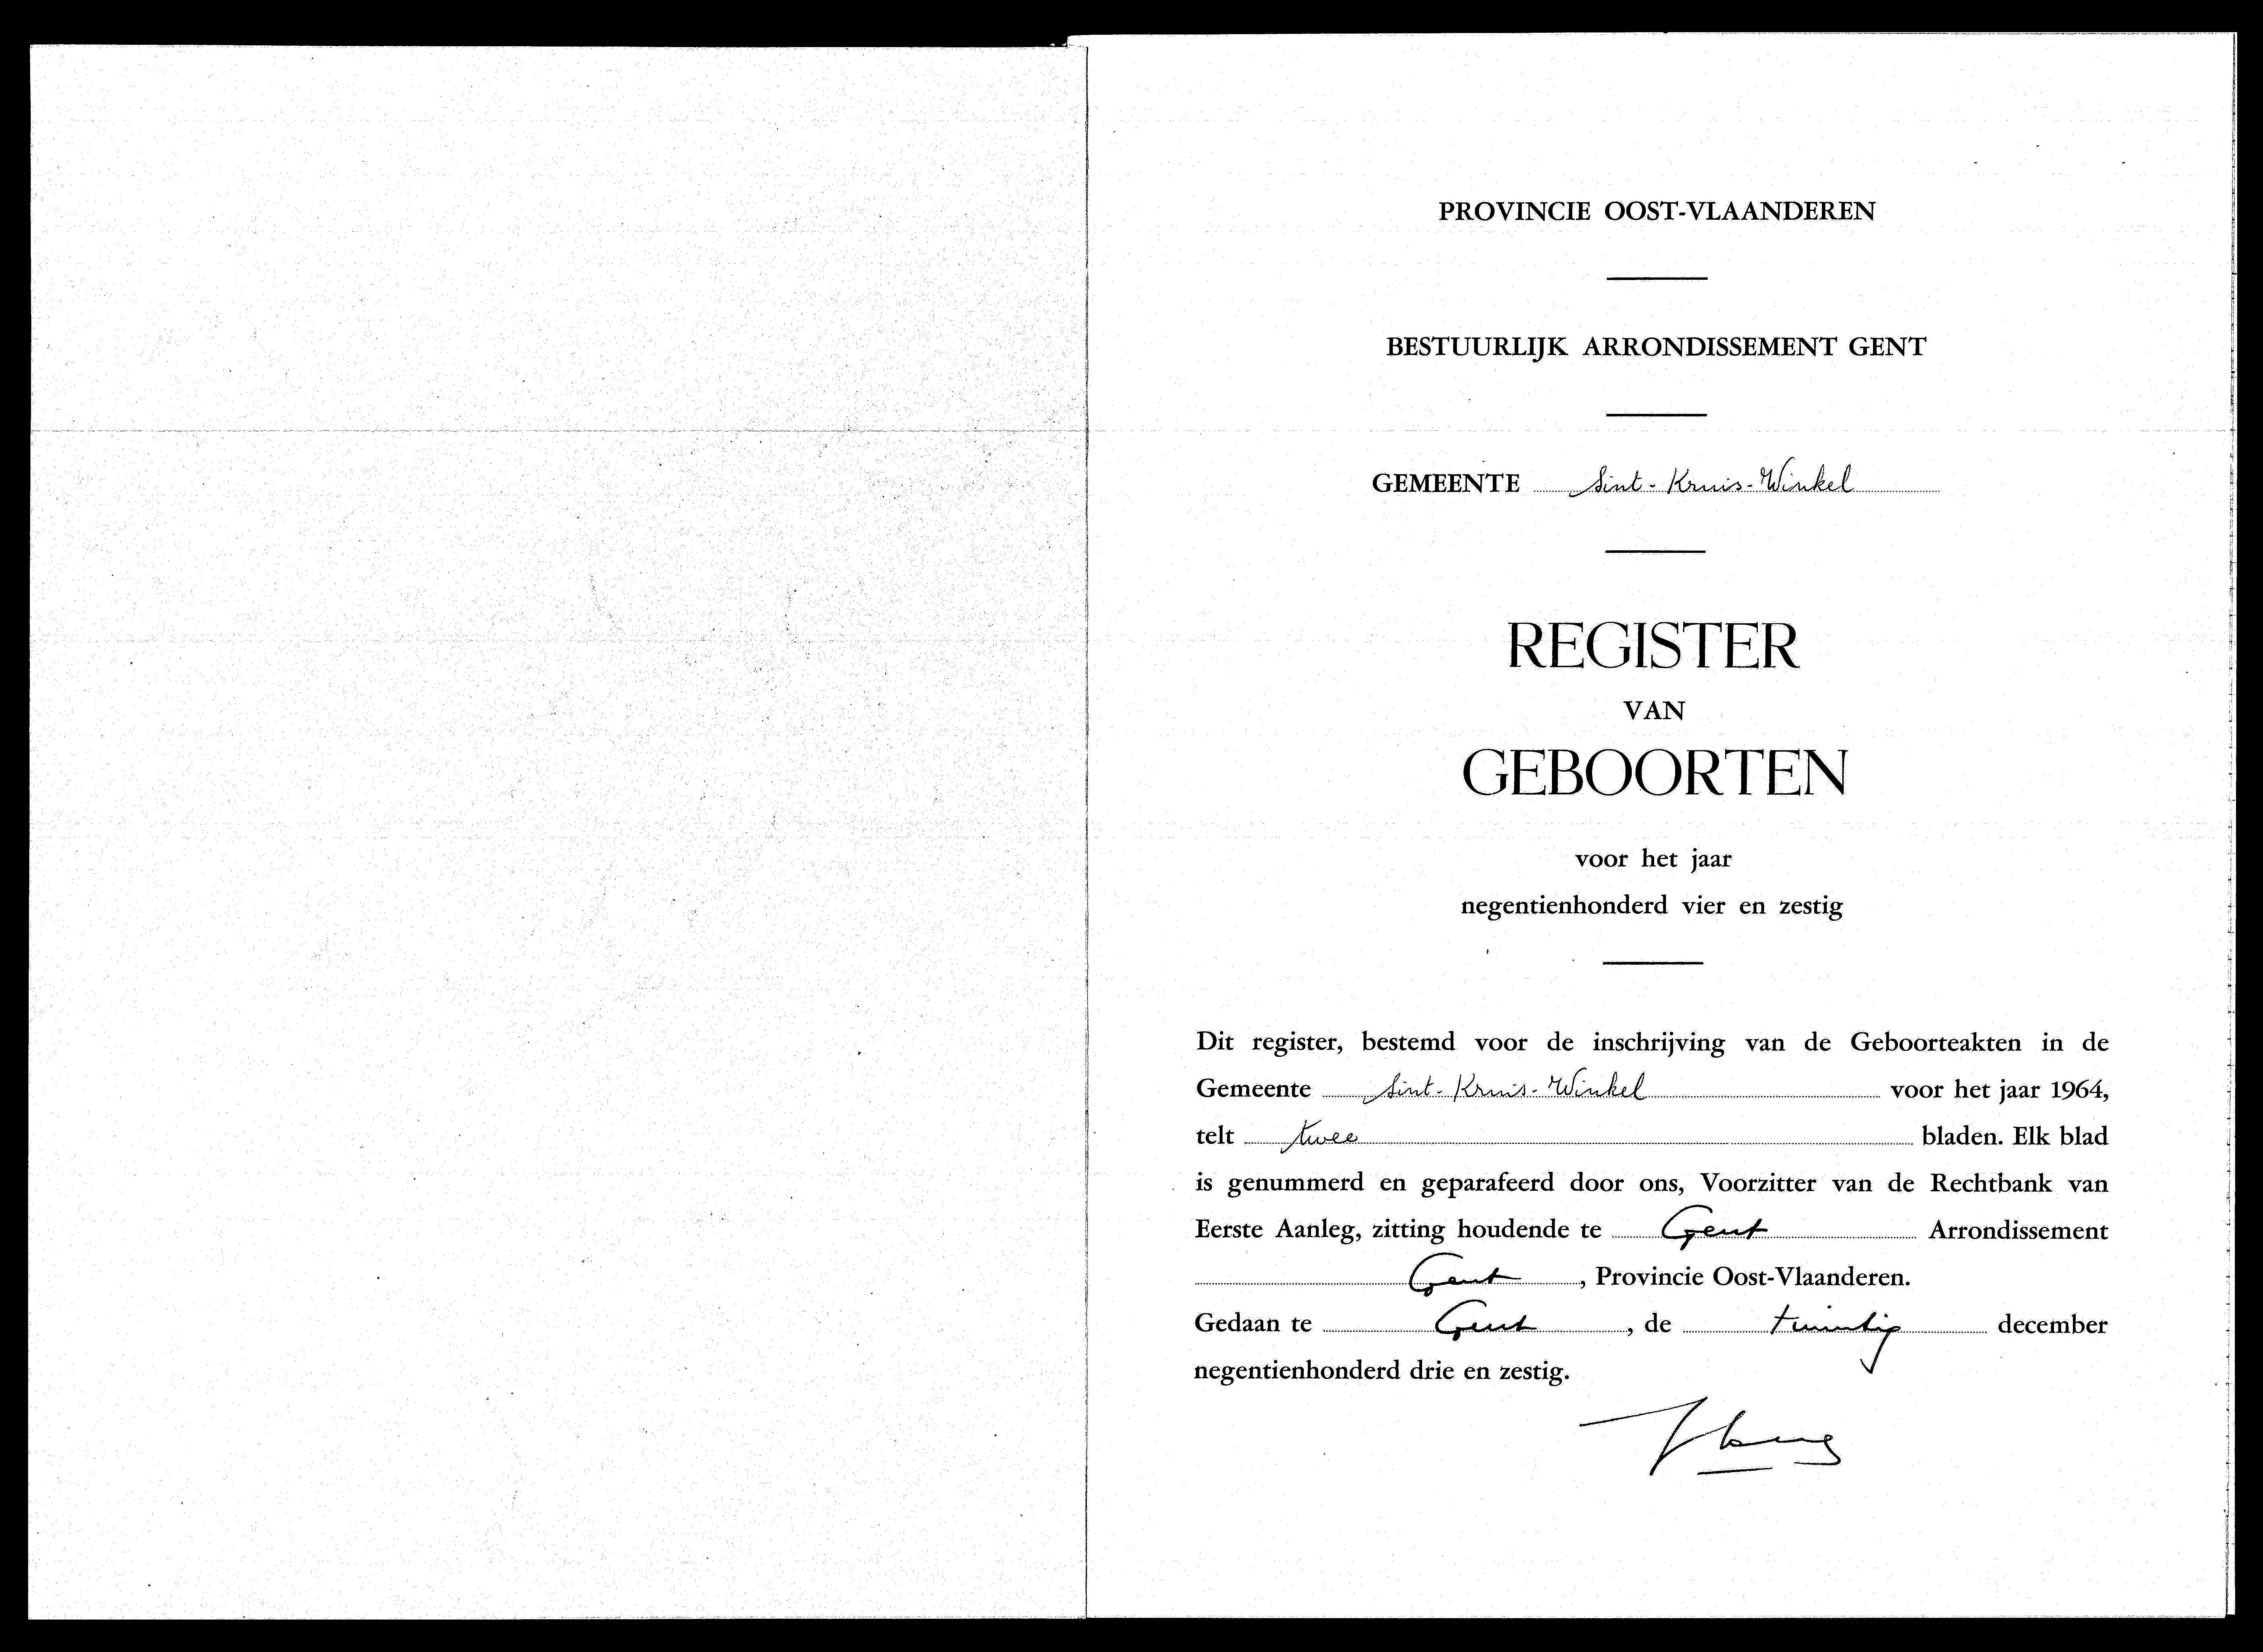 PROVINCIE OOST-VLAANDEREN
BESTUURLIJK ARRONDISSEMENT GENT
GEMEENTE Sint-Kruis-Winkel
REGISTER
VAN
GEBOORTEN
voor het jaar
negentienhonderd vier en zestig
Dit register, bestemd voor de inschrijving van de Geboorteakten in de
Gemeente Sint-Kruis-Winkel voor het jaar 1964,
telt twee bladen. Elk blad
is genummerd en geparafeerd door ons, Voorzitter van de Rechtbank van
Eerste Aanleg, zitting houdende te Gent Arrondissement
Gent, Provincie Oost-Vlaanderen.
Gedaan te Gent, de twintig december
negentienhonderd drie en zestig.